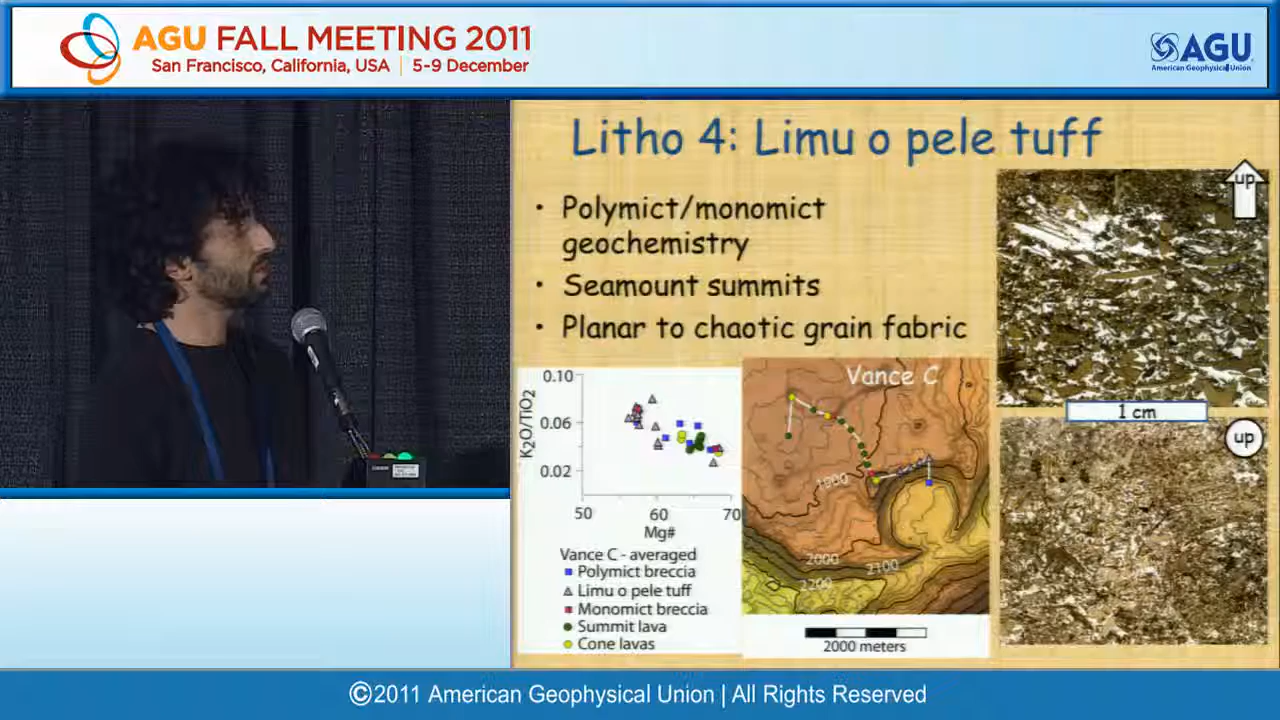 AGU FALL MEETING 2011
San Francisco, California, USA | 5-9 December
AGU
American Geophysical Union
Litho 4: Limu o pele tuff
• Polymict/monomict
geochemistry
• Seamount summits
• Planar to chaotic grain fabric
up
1 cm
up
K2O/TiO2
0.10
0.06
0.02
50 60 70
Mg#
Vance C - averaged
Polymict breccia
Limu o pele tuff
Monomict breccia
Summit lava
Cone lavas
Vance C
2000
2100
2200
2000 meters
©2011 American Geophysical Union | All Rights Reserved